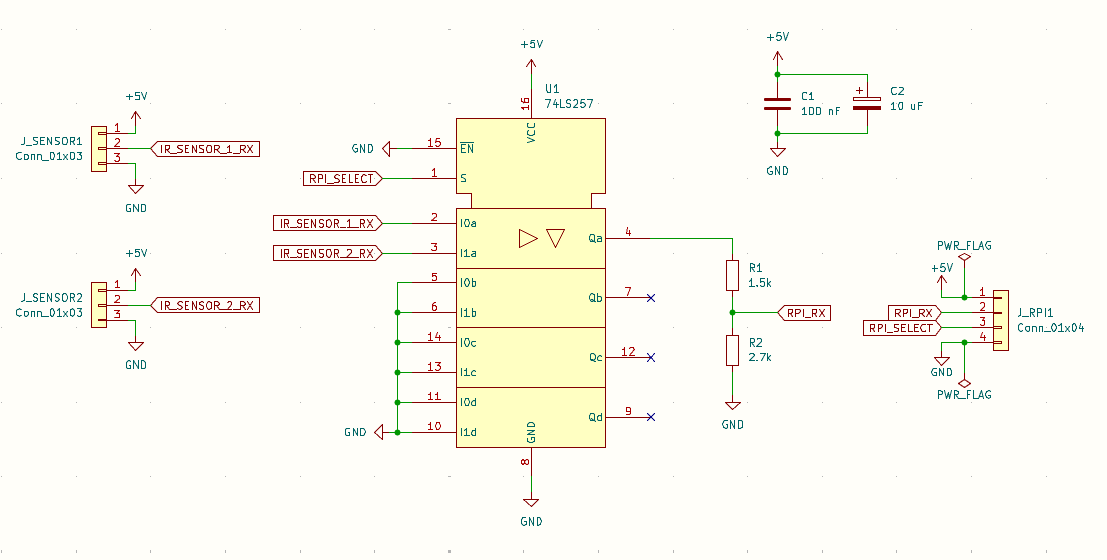 +5V
J_SENSOR1
Conn_01x03
1
2
3
IR_SENSOR_1_RX
GND
+5V
J_SENSOR2
Conn_01x03
1
2
3
IR_SENSOR_2_RX
GND
+5V
U1
74LS257
16
VCC
GND
15
EN
RPI_SELECT
1
S
IR_SENSOR_1_RX
2
I0a
IR_SENSOR_2_RX
3
I1a
5
I0b
6
I1b
14
I0c
13
I1c
11
I0d
GND
10
I1d
Qa
4
Qb
7
Qc
12
Qd
9
GND
8
GND
R1
1.5k
RPI_RX
R2
2.7k
GND
+5V
C1
100 nF
+
C2
10 uF
GND
PWR_FLAG
+5V
1
RPI_RX
2
RPI_SELECT
3
4
J_RPI1
Conn_01x04
GND
PWR_FLAG